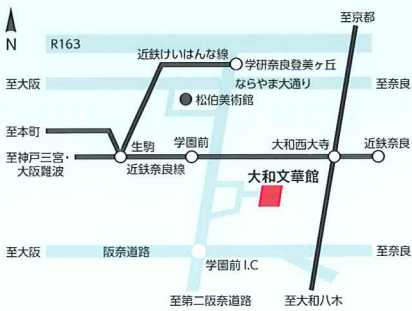 至京都
N
R163
近鉄けいはんな線
学研奈良登美ヶ丘
至大阪
ならやま大通り
至奈良
松伯美術館
至本町
生駒
学園前
大和西大寺
近鉄奈良
至神戸三宮・
大阪難波
近鉄奈良線
大和文華館
至大阪
阪奈道路
至奈良
学園前 I.C
至第二阪奈道路
至大和八木